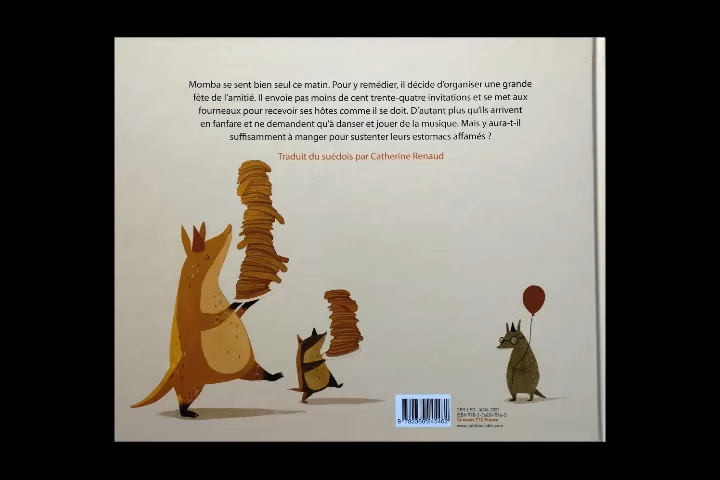 Momba se sent bien seul ce matin. Pour y remédier, il décide d'organiser une grande
fête de l'amitié. Il envoie pas moins de cent trente-quatre invitations et se met aux
fourneaux pour recevoir ses hôtes comme il se doit. D'autant plus qu'ils arrivent
en fanfare et ne demandent qu'à danser et jouer de la musique. Mais y aura-t-il
suffisamment à manger pour sustenter leurs estomacs affamés ?
Traduit du suédois par Catherine Renaud
9 782366 245462